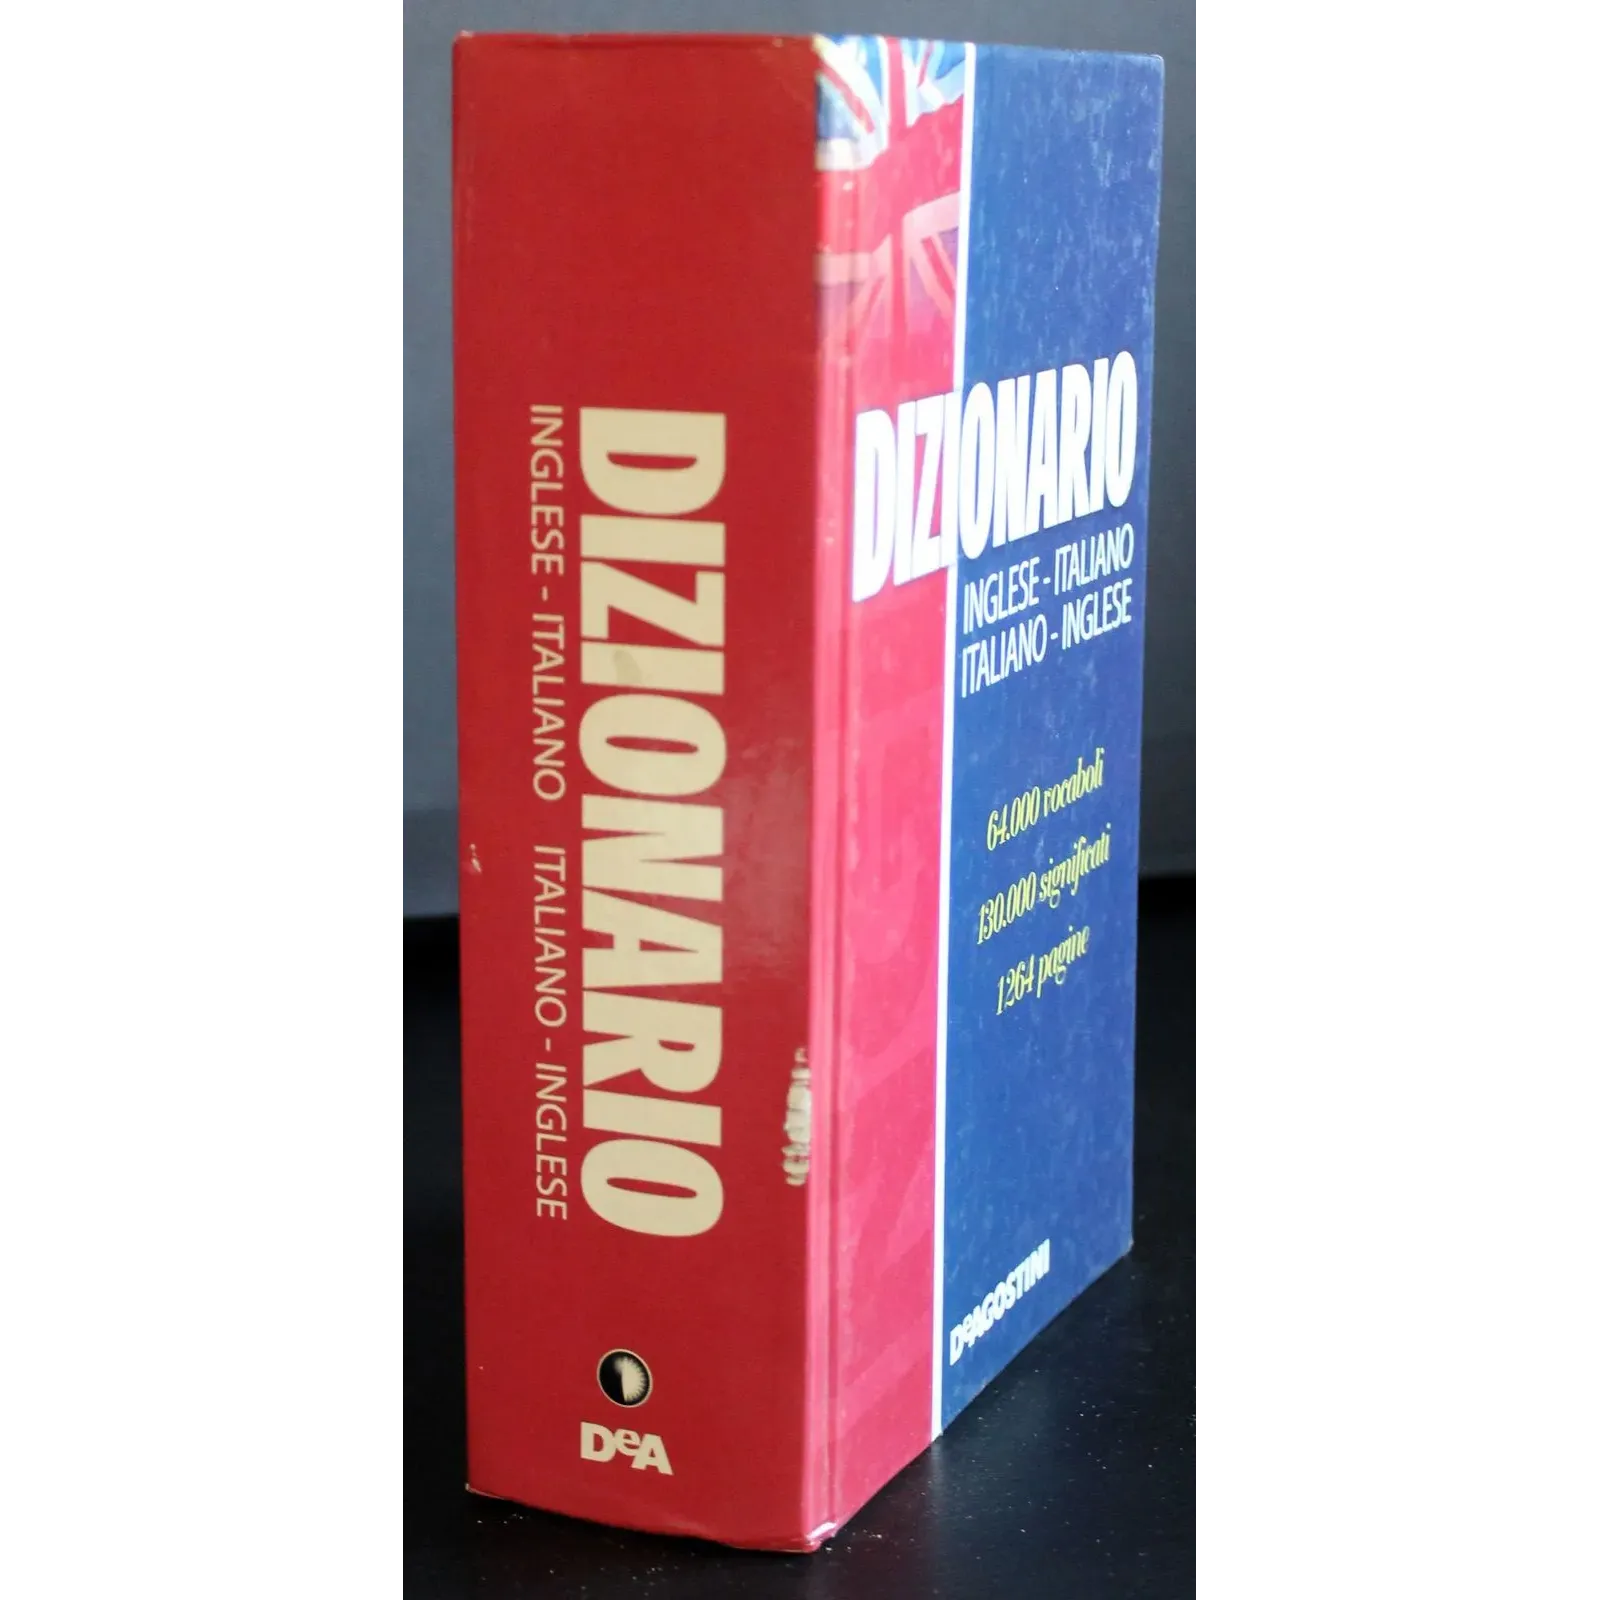 DIZIONARIO
INGLESE - ITALIANO ITALIANO - INGLESE
DeA
DIZIONARIO
INGLESE - ITALIANO
ITALIANO - INGLESE
64.000 vocaboli
130.000 significati
1264 pagine
DeAGOSTINI